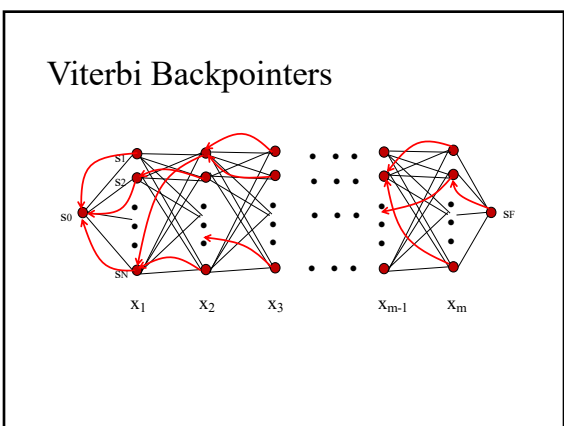 Viterbi Backpointers
s1
s2
s0
sF
sN
x1 x2 x3 xm-1 xm